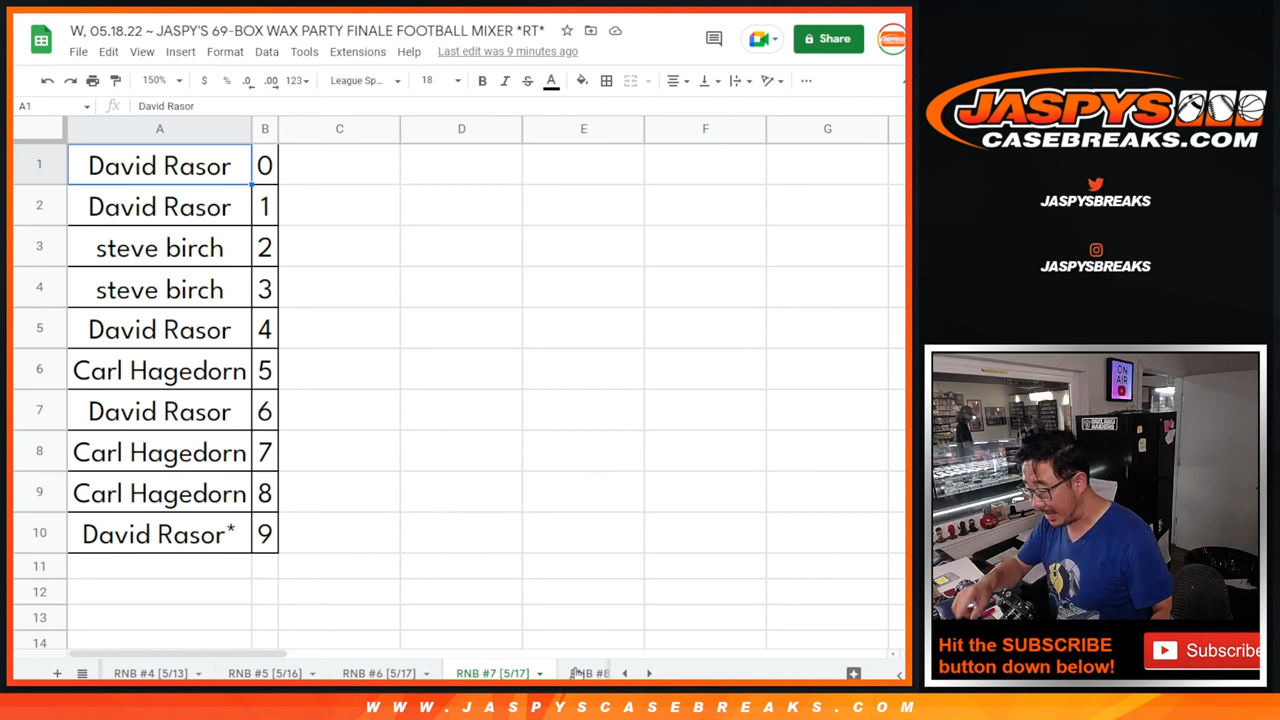 W, 05.18.22 ~ JASPY'S 69-BOX WAX PARTY FINALE FOOTBALL MIXER *RT*
File Edit View Insert Format Data Tools Extensions Help Last edit was 9 minutes ago
Share
150% $ % .0 .00 123 League Sp... 18 B I S A
A1 fx David Rasor
A B C D E F G
1 David Rasor 0
2 David Rasor 1
3 steve birch 2
4 steve birch 3
5 David Rasor 4
6 Carl Hagedorn 5
7 David Rasor 6
8 Carl Hagedorn 7
9 Carl Hagedorn 8
10 David Rasor* 9
11
12
13
14
RNB #4 [5/13] RNB #5 [5/16] RNB #6 [5/17] RNB #7 [5/17]
JASPYS
CASEBREAKS.COM
JASPYSBREAKS
JASPYSBREAKS
ON
AIR
OAKLAND
RAIDERS
Hit the SUBSCRIBE
button down below!
Subscribe
WWW.JASPYSCASEBREAKS.COM